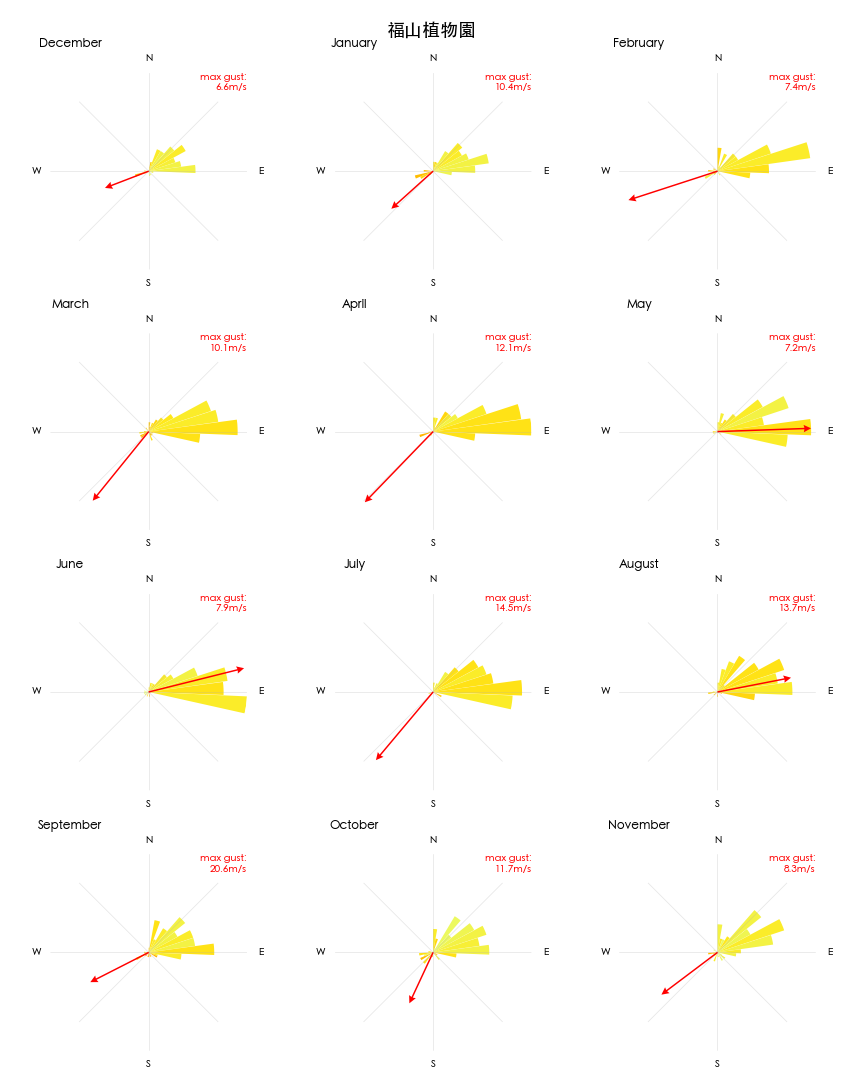 福山植物園
December
N
max gust:
6.6m/s
W
E
S
January
N
max gust:
10.4m/s
W
E
S
February
N
max gust:
7.4m/s
W
E
S
March
N
max gust:
10.1m/s
W
E
S
April
N
max gust:
12.1m/s
W
E
S
May
N
max gust:
7.2m/s
W
E
S
June
N
max gust:
7.9m/s
W
E
S
July
N
max gust:
14.5m/s
W
E
S
August
N
max gust:
13.7m/s
W
E
S
September
N
max gust:
20.6m/s
W
E
S
October
N
max gust:
11.7m/s
W
E
S
November
N
max gust:
8.3m/s
W
E
S